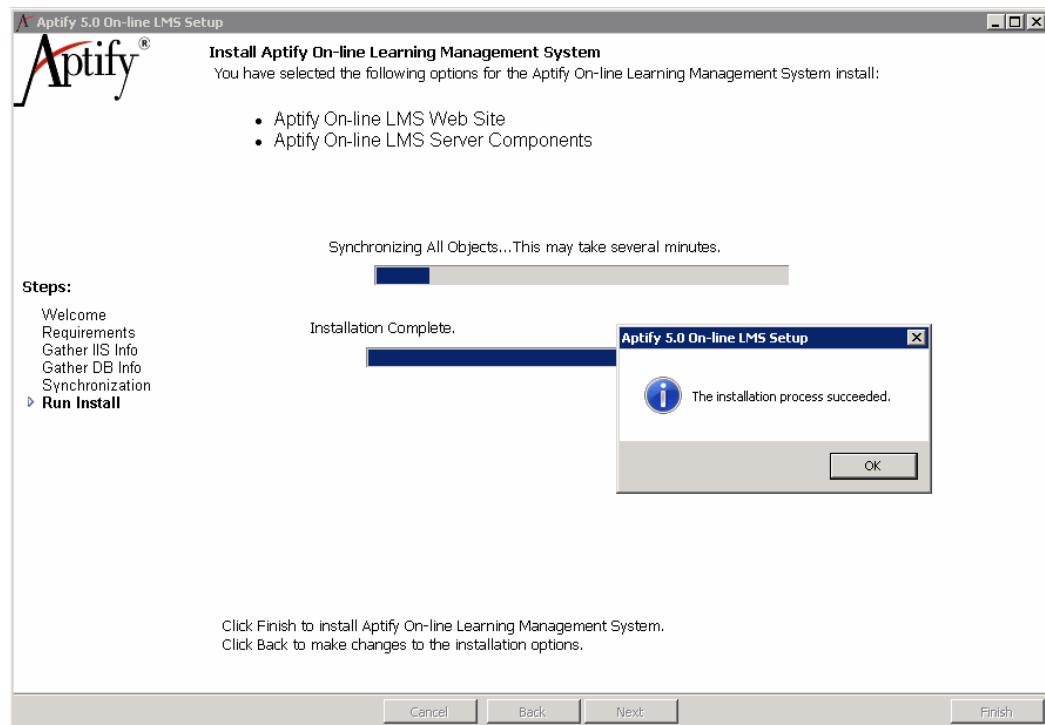 Aptify 5.0 On-line LMS Setup
Aptify®
Install Aptify On-line Learning Management System
You have selected the following options for the Aptify On-line Learning Management System install:
• Aptify On-line LMS Web Site
• Aptify On-line LMS Server Components
Synchronizing All Objects...This may take several minutes.
Steps:
Welcome
Requirements
Gather IIS Info
Gather DB Info
Synchronization
Run Install
Installation Complete.
Aptify 5.0 On-line LMS Setup
The installation process succeeded.
OK
Click Finish to install Aptify On-line Learning Management System.
Click Back to make changes to the installation options.
Cancel Back Next Finish